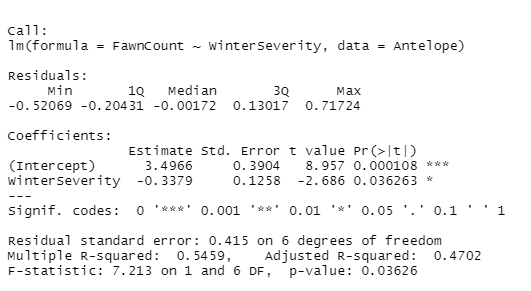 Call:
lm(formula = FawnCount ~ WinterSeverity, data = Antelope)
Residuals:
     Min       1Q   Median       3Q      Max
-0.52069 -0.20431 -0.00172  0.13017  0.71724
Coefficients:
               Estimate Std. Error t value Pr(>|t|)
(Intercept)      3.4966     0.3904   8.957 0.000108 ***
WinterSeverity  -0.3379     0.1258  -2.686 0.036263 *
---
Signif. codes:  0 '***' 0.001 '**' 0.01 '*' 0.05 '.' 0.1 ' ' 1
Residual standard error: 0.415 on 6 degrees of freedom
Multiple R-squared:  0.5459,    Adjusted R-squared:  0.4702
F-statistic: 7.213 on 1 and 6 DF,  p-value: 0.03626